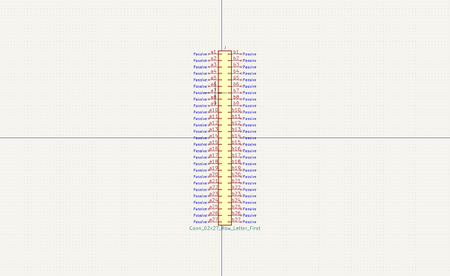 J
Passive a1 b1 Passive
Passive a2 b2 Passive
Passive a3 b3 Passive
Passive a4 b4 Passive
Passive a5 b5 Passive
Passive a6 b6 Passive
Passive a7 b7 Passive
Passive a8 b8 Passive
Passive a9 b9 Passive
Passive a10 b10 Passive
Passive a11 b11 Passive
Passive a12 b12 Passive
Passive a13 b13 Passive
Passive a14 b14 Passive
Passive a15 b15 Passive
Passive a16 b16 Passive
Passive a17 b17 Passive
Passive a18 b18 Passive
Passive a19 b19 Passive
Passive a20 b20 Passive
Passive a21 b21 Passive
Passive a22 b22 Passive
Passive a23 b23 Passive
Passive a24 b24 Passive
Passive a25 b25 Passive
Passive a26 b26 Passive
Passive a27 b27 Passive
Conn_02x27_Row_Letter_First